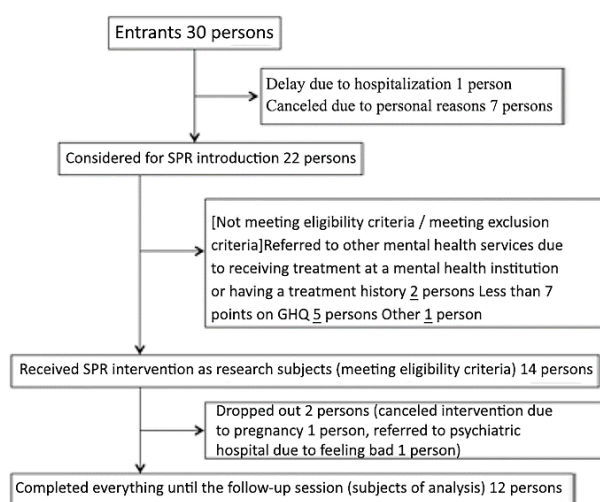 Entrants 30 persons
Delay due to hospitalization 1 person
Canceled due to personal reasons 7 persons
Considered for SPR introduction 22 persons
[Not meeting eligibility criteria / meeting exclusion
criteria]Referred to other mental health services due
to receiving treatment at a mental health institution
or having a treatment history 2 persons Less than 7
points on GHQ 5 persons Other 1 person
Received SPR intervention as research subjects (meeting eligibility criteria) 14 persons
Dropped out 2 persons (canceled intervention due
to pregnancy 1 person, referred to psychiatric
hospital due to feeling bad 1 person)
Completed everything until the follow-up session (subjects of analysis) 12 persons